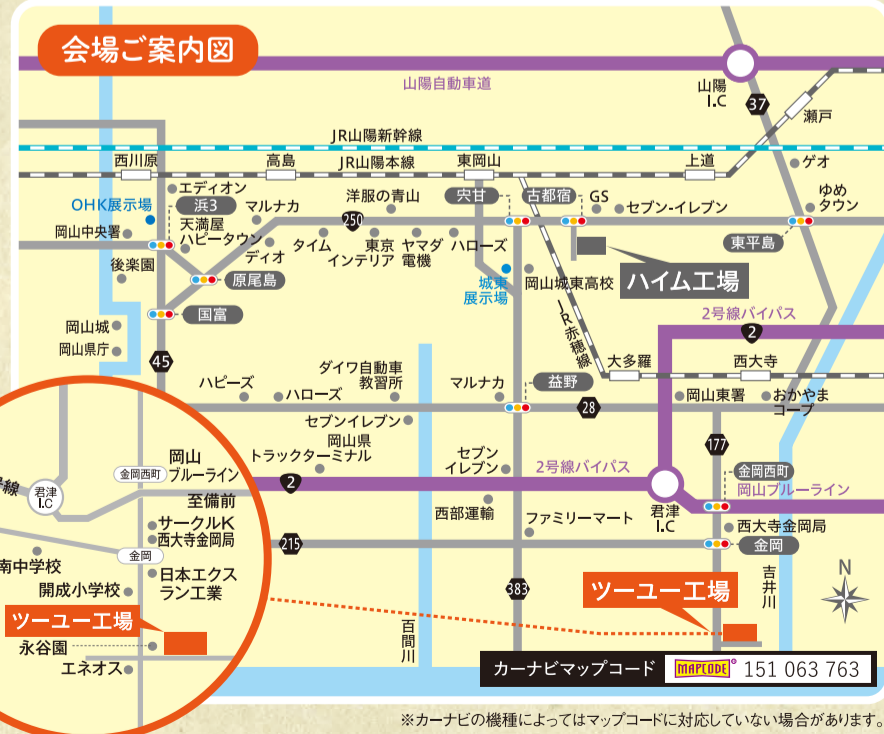 会場ご案内図
山陽自動車道
山陽
I.C
37
瀬戸
JR山陽新幹線
西川原
高島
JR山陽本線
東岡山
上道
ゲオ
エディオン
OHK展示場
浜3
マルナカ
洋服の青山
宍甘
古都宿
GS
セブン-イレブン
ゆめ
タウン
岡山中央署
天満屋
ハピータウン
250
タイム
東京
インテリア
ヤマダ
電機
ハローズ
東平島
ディオ
後楽園
原尾島
城東
展示場
岡山城東高校
ハイム工場
国富
JR赤穂線
2号線バイパス
2
岡山城
岡山県庁
45
大多羅
西大寺
ハピーズ
ハローズ
ダイワ自動車
教習所
マルナカ
益野
28
岡山東署
おかやま
コープ
セブンイレブン
岡山県
トラックターミナル
セブン
イレブン
177
2
2号線バイパス
金岡西町
岡山ブルーライン
西部運輸
君津
I.C
ファミリーマート
西大寺金岡局
215
金岡
383
吉井川
N
百間川
ツーユー工場
号線
君津
I.C
金岡西町
岡山
ブルーライン
至備前
サークルK
西大寺金岡局
金岡
南中学校
開成小学校
日本エクス
ラン工業
ツーユー工場
永谷園
エネオス
カーナビマップコード MAPCODE 151 063 763
※カーナビの機種によってはマップコードに対応していない場合があります。